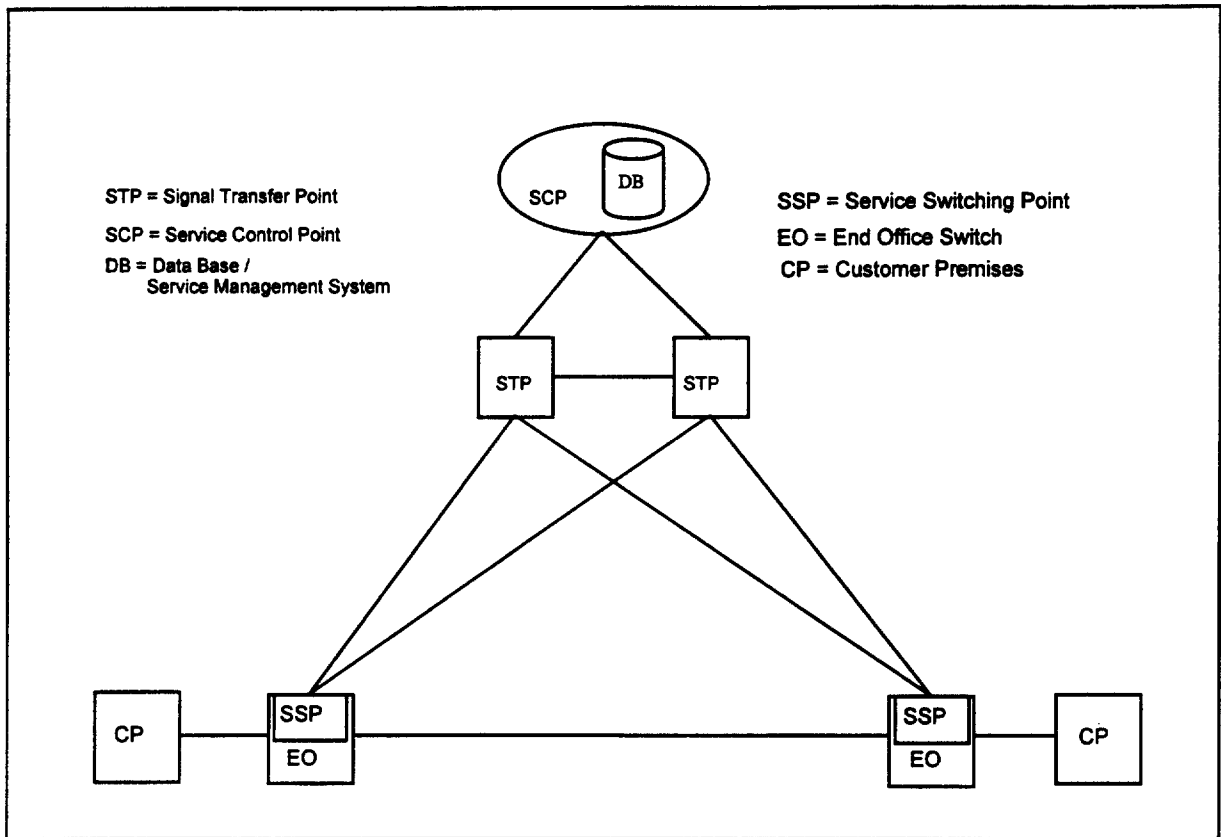 STP = Signal Transfer Point
SCP = Service Control Point
DB = Data Base /
Service Management System
SSP = Service Switching Point
EO = End Office Switch
CP = Customer Premises
SCP
DB
STP
STP
CP
SSP
EO
SSP
EO
CP